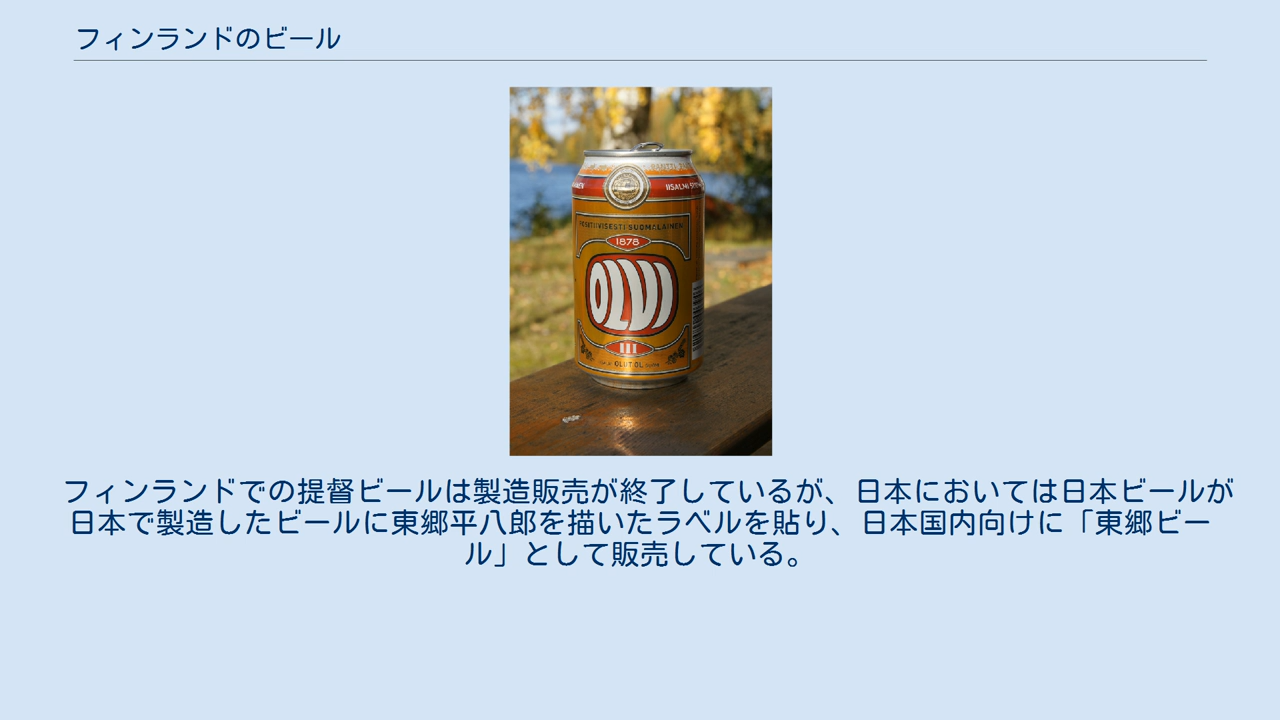 フィンランドのビール
IISALMI
POSITIIVISESTI SUOMALAINEN
1878
OLVI
III
OLUT ÖL
フィンランドでの提督ビールは製造販売が終了しているが、日本においては日本ビールが
日本で製造したビールに東郷平八郎を描いたラベルを貼り、日本国内向けに「東郷ビー
ル」として販売している。